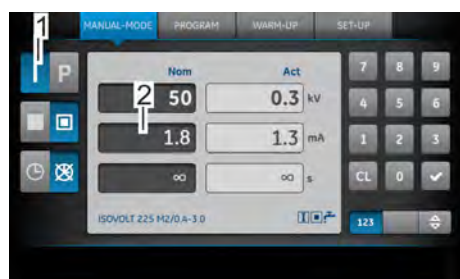 1
MANUAL-MODE PROGRAM WARM-UP SET-UP
P
Nom Act
2
50 0.3 kV
1.8 1.3 mA
∞ ∞ s
ISOVOLT 225 M2/0.4-3.0
7 8 9
4 5 6
1 2 3
CL 0
123